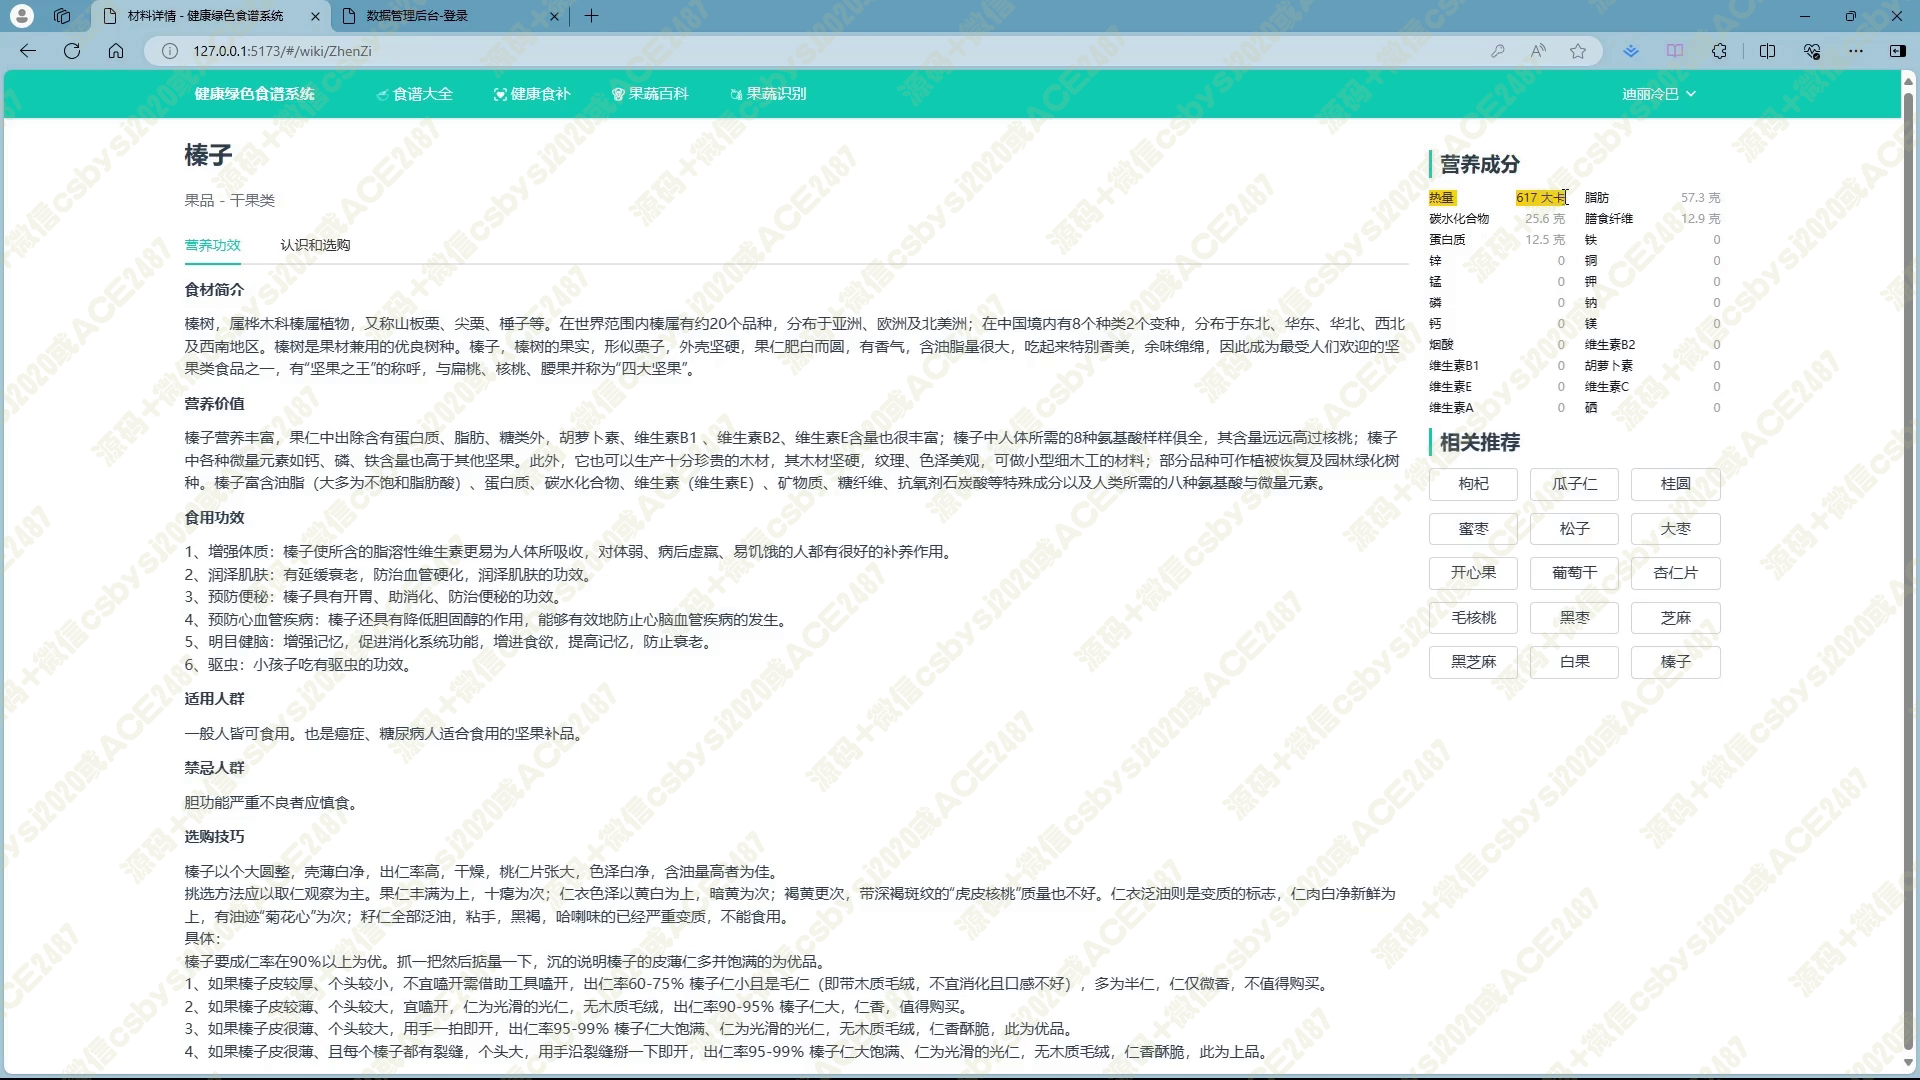 材料详情 - 健康绿色食谱系统
数据管理后台-登录
127.0.0.1:5173/#/wiki/ZhenZi
健康绿色食谱系统 食谱大全 健康食补 果蔬百科 果蔬识别 迪丽冷巴
榛子
果品 - 干果类
营养功效 认识和选购
食材简介
榛树，属桦木科榛属植物，又称山板栗、尖栗、棰子等。在世界范围内榛属有约20个品种，分布于亚洲、欧洲及北美洲；在中国境内有8个种类2个变种，分布于东北、华东、华北、西北
及西南地区。榛树是果材兼用的优良树种。榛子，榛树的果实，形似栗子，外壳坚硬，果仁肥白而圆，有香气，含油脂量很大，吃起来特别香美，余味绵绵，因此成为最受人们欢迎的坚
果类食品之一，有“坚果之王”的称呼，与扁桃、核桃、腰果并称为“四大坚果”。
营养价值
榛子营养丰富，果仁中出除含有蛋白质、脂肪、糖类外，胡萝卜素、维生素B1 、维生素B2、维生素E含量也很丰富；榛子中人体所需的8种氨基酸样样俱全，其含量远远高过核桃；榛子
中各种微量元素如钙、磷、铁含量也高于其他坚果。此外，它也可以生产十分珍贵的木材，其木材坚硬，纹理、色泽美观，可做小型细木工的材料；部分品种可作植被恢复及园林绿化树
种。榛子富含油脂（大多为不饱和脂肪酸）、蛋白质、碳水化合物、维生素（维生素E）、矿物质、糖纤维、抗氧剂石炭酸等特殊成分以及人类所需的八种氨基酸与微量元素。
食用功效
1、增强体质：榛子使所含的脂溶性维生素更易为人体所吸收，对体弱、病后虚羸、易饥饿的人都有很好的补养作用。
2、润泽肌肤：有延缓衰老，防治血管硬化，润泽肌肤的功效。
3、预防便秘：榛子具有开胃、助消化、防治便秘的功效。
4、预防心血管疾病：榛子还具有降低胆固醇的作用，能够有效地防止心脑血管疾病的发生。
5、明目健脑：增强记忆，促进消化系统功能，增进食欲，提高记忆，防止衰老。
6、驱虫：小孩子吃有驱虫的功效。
适用人群
一般人皆可食用。也是癌症、糖尿病人适合食用的坚果补品。
禁忌人群
胆功能严重不良者应慎食。
选购技巧
榛子以个大圆整，壳薄白净，出仁率高，干燥，桃仁片张大，色泽白净，含油量高者为佳。
挑选方法应以取仁观察为主。果仁丰满为上，干瘪为次；仁衣色泽以黄白为上，暗黄为次；褐黄更次，带深褐斑纹的“虎皮核桃”质量也不好。仁衣泛油则是变质的标志，仁肉白净新鲜为
上，有油迹“菊花心”为次；籽仁全部泛油，粘手，黑褐，哈喇味的已经严重变质，不能食用。
具体：
榛子要成仁率在90%以上为优。抓一把然后掂量一下，沉的说明榛子的皮薄仁多并饱满的为优品。
1、如果榛子皮较厚、个头较小，不宜嗑开需借助工具嗑开，出仁率60-75% 榛子仁小且是毛仁（即带木质毛绒，不宜消化且口感不好），多为半仁，仁仅微香，不值得购买。
2、如果榛子皮较薄、个头较大，宜嗑开，仁为光滑的光仁，无木质毛绒，出仁率90-95% 榛子仁大，仁香，值得购买。
3、如果榛子皮很薄、个头较大，用手一拍即开，出仁率95-99% 榛子仁大饱满、仁为光滑的光仁，无木质毛绒，仁香酥脆，此为优品。
4、如果榛子皮很薄、且每个榛子都有裂缝，个头大，用手沿裂缝掰一下即开，出仁率95-99% 榛子仁大饱满、仁为光滑的光仁，无木质毛绒，仁香酥脆，此为上品。
营养成分
热量 617 大卡 脂肪 57.3 克
碳水化合物 25.6 克 膳食纤维 12.9 克
蛋白质 12.5 克 铁 0
锌 0 铜 0
锰 0 钾 0
磷 0 钠 0
钙 0 镁 0
烟酸 0 维生素B2 0
维生素B1 0 胡萝卜素 0
维生素E 0 维生素C 0
维生素A 0 硒 0
相关推荐
枸杞 瓜子仁 桂圆
蜜枣 松子 大枣
开心果 葡萄干 杏仁片
毛核桃 黑枣 芝麻
黑芝麻 白果 榛子
源码+微信csbysj2020或ACE2487